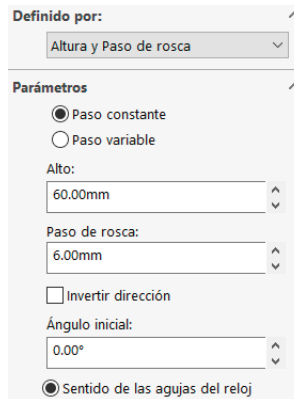 Definido por:
Altura y Paso de rosca
Parámetros
Paso constante
Paso variable
Alto:
60.00mm
Paso de rosca:
6.00mm
Invertir dirección
Ángulo inicial:
0.00°
Sentido de las agujas del reloj